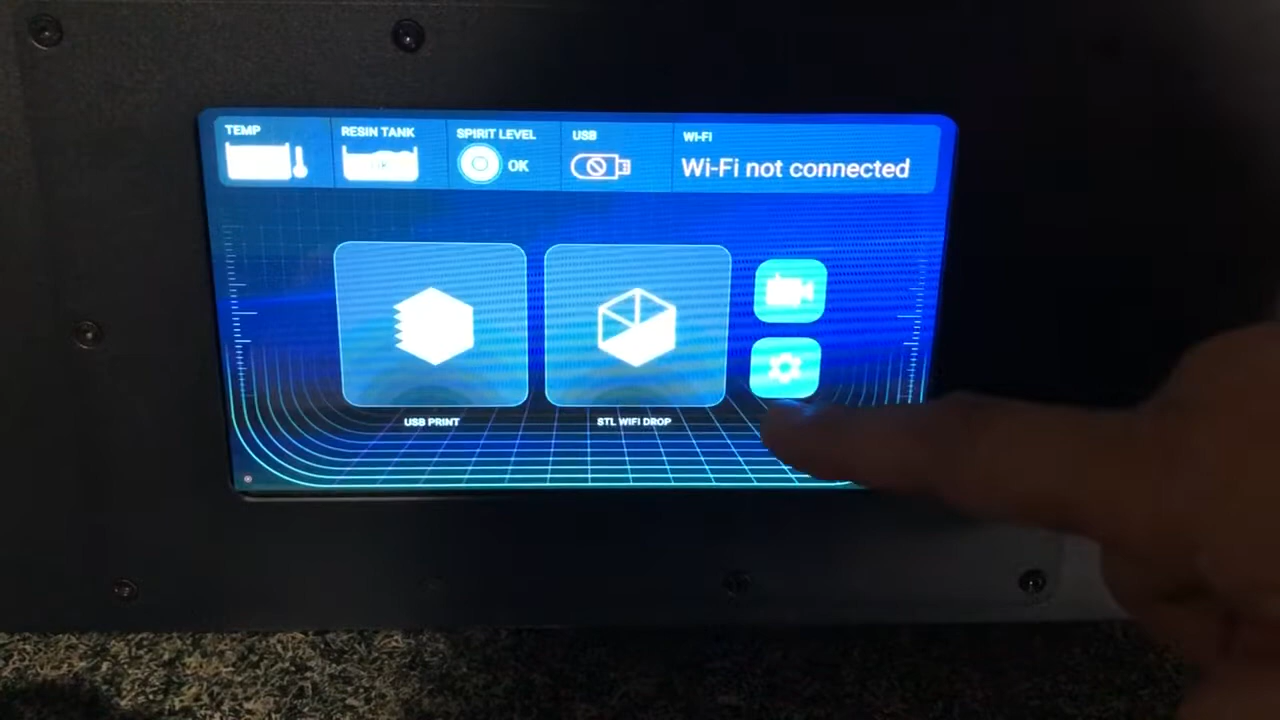 TEMP
RESIN TANK
SPIRIT LEVEL
OK
USB
WI-FI
Wi-Fi not connected
USB PRINT
STL WIFI DROP